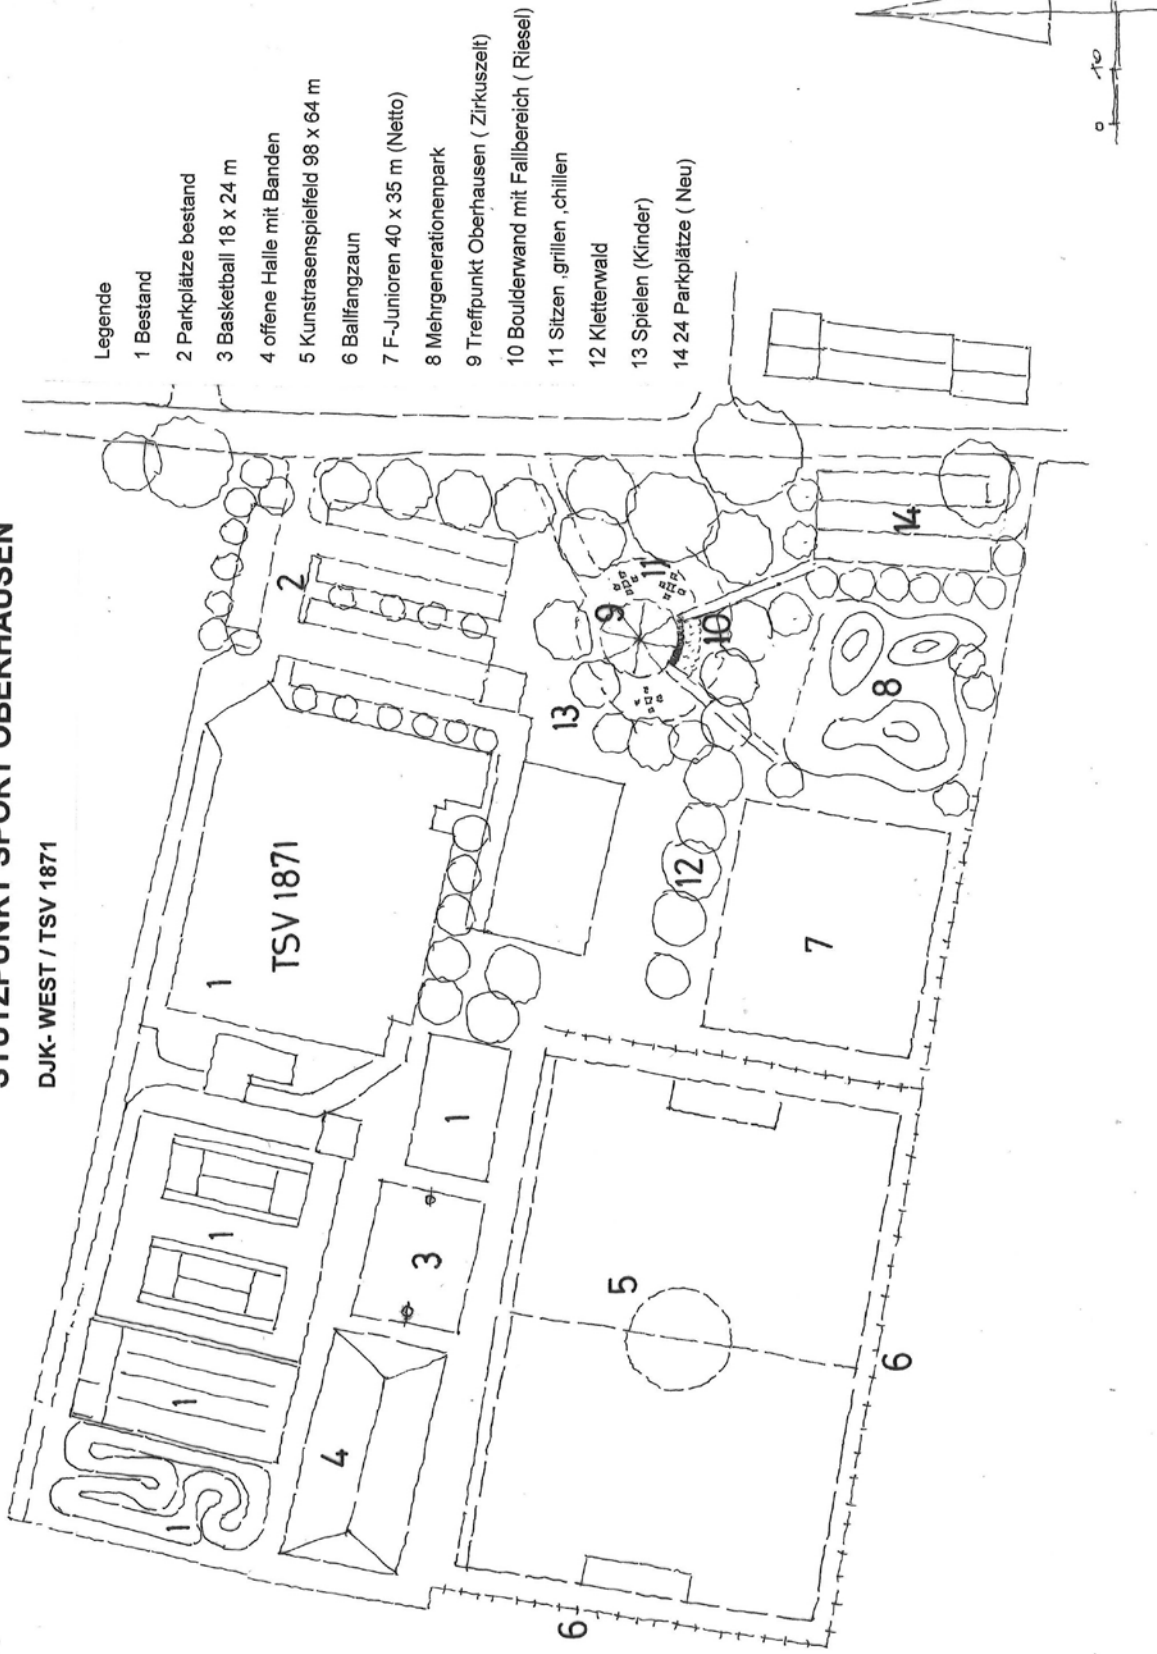 STÜTZPUNKT SPORT OBERHAUSEN
DJK- WEST / TSV 1871
Legende
1 Bestand
2 Parkplätze bestand
3 Basketball 18 x 24 m
4 offene Halle mit Banden
5 Kunstrasenspielfeld 98 x 64 m
6 Ballfangzaun
7 F-Junioren 40 x 35 m (Netto)
8 Mehrgenerationenpark
9 Treffpunkt Oberhausen ( Zirkuszelt)
10 Boulderwand mit Fallbereich ( Riesel)
11 Sitzen ,grillen ,chillen
12 Kletterwald
13 Spielen (Kinder)
14 24 Parkplätze ( Neu)
1
1
1
1
TSV 1871
2
4
3
1
13
9
11
10
12
14
5
7
8
6
6
0
10